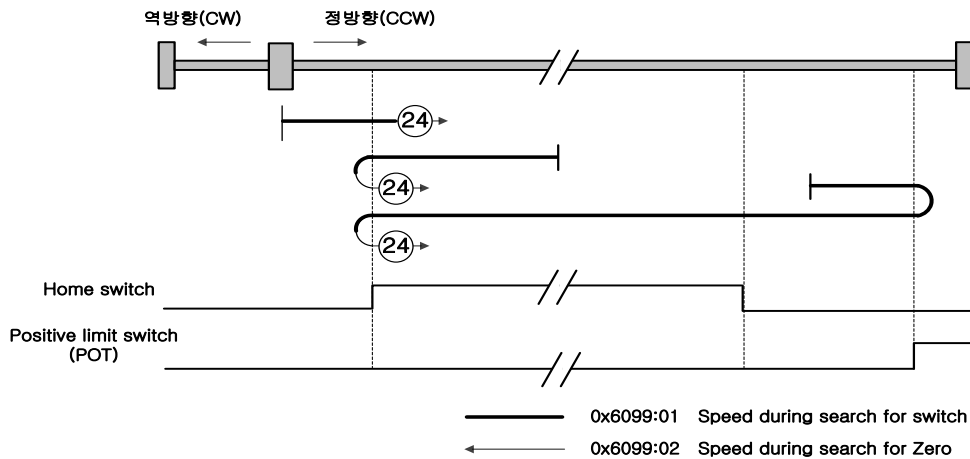 역방향(CW) 정방향(CCW)
24
24
24
Home switch
Positive limit switch
(POT)
0x6099:01 Speed during search for switch
0x6099:02 Speed during search for Zero